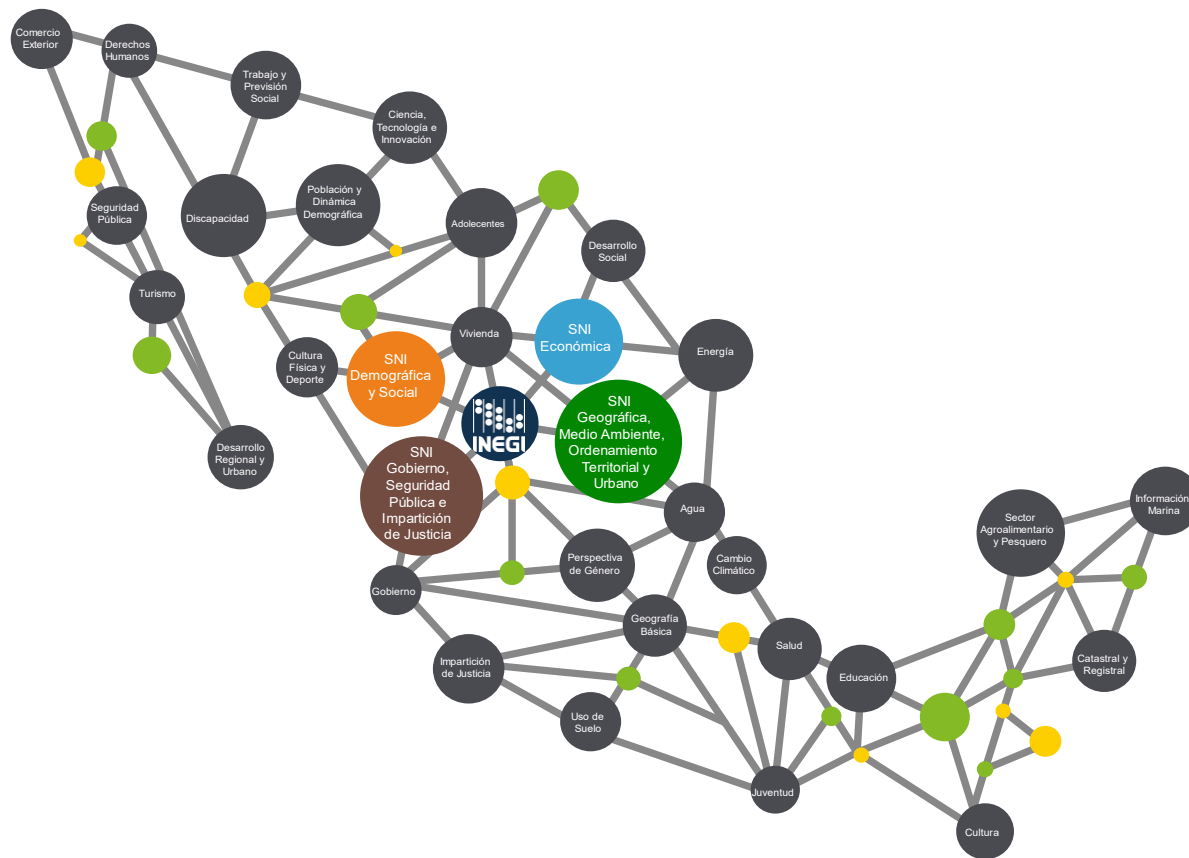 Comercio
Exterior
Derechos
Humanos
Trabajo y
Previsión
Social
Ciencia,
Tecnología e
Innovación
Seguridad
Pública
Discapacidad
Población y
Dinámica
Demográfica
Adolecentes
Desarrollo
Social
Turismo
Vivienda
SNI
Económica
Energía
Cultura
Física y
Deporte
SNI
Demográfica
y Social
INEGI
SNI
Geográfica,
Medio Ambiente,
Ordenamiento
Territorial y
Urbano
Desarrollo
Regional y
Urbano
SNI
Gobierno,
Seguridad
Pública e
Impartición
de Justicia
Agua
Sector
Agroalimentario
y Pesquero
Información
Marina
Perspectiva
de Género
Cambio
Climático
Gobierno
Geografía
Básica
Salud
Impartición
de Justicia
Educación
Catastral y
Registral
Uso de
Suelo
Juventud
Cultura